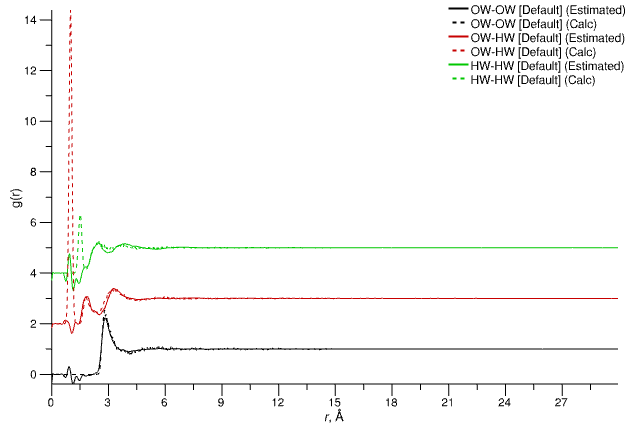 OW-OW [Default] (Estimated)
OW-OW [Default] (Calc)
OW-HW [Default] (Estimated)
OW-HW [Default] (Calc)
HW-HW [Default] (Estimated)
HW-HW [Default] (Calc)
14
12
10
8
6
4
2
0
g(r)
0 3 6 9 12 15 18 21 24 27
r, Å